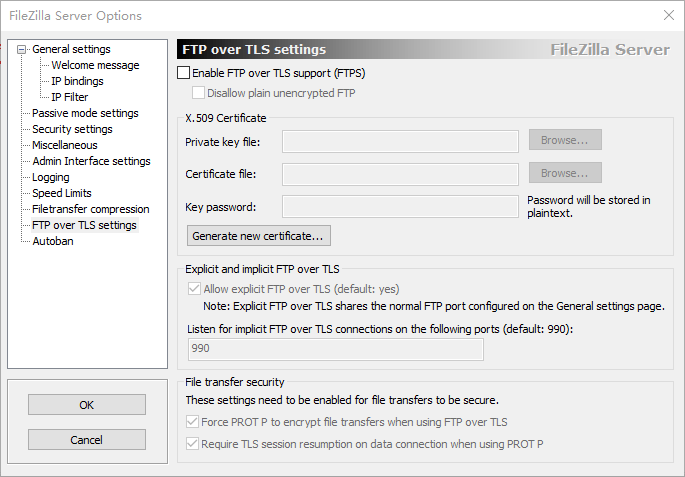 FileZilla Server Options
General settings
Welcome message
IP bindings
IP Filter
Passive mode settings
Security settings
Miscellaneous
Admin Interface settings
Logging
Speed Limits
Filetransfer compression
FTP over TLS settings
Autoban
OK
Cancel
FTP over TLS settings
FileZilla Server
Enable FTP over TLS support (FTPS)
Disallow plain unencrypted FTP
X.509 Certificate
Private key file:
Browse...
Certificate file:
Browse...
Key password:
Password will be stored in
plaintext.
Generate new certificate...
Explicit and implicit FTP over TLS
Allow explicit FTP over TLS (default: yes)
Note: Explicit FTP over TLS shares the normal FTP port configured on the General settings page.
Listen for implicit FTP over TLS connections on the following ports (default: 990):
990
File transfer security
These settings need to be enabled for file transfers to be secure.
Force PROT P to encrypt file transfers when using FTP over TLS
Require TLS session resumption on data connection when using PROT P